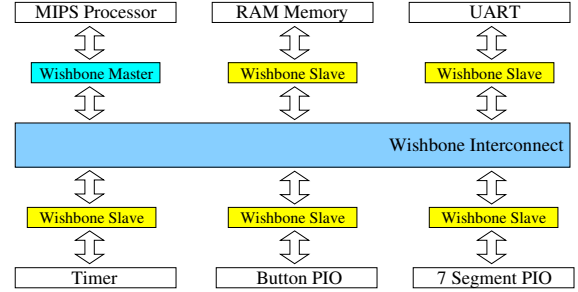 MIPS Processor
RAM Memory
UART
Wishbone Master
Wishbone Slave
Wishbone Slave
Wishbone Interconnect
Wishbone Slave
Wishbone Slave
Wishbone Slave
Timer
Button PIO
7 Segment PIO